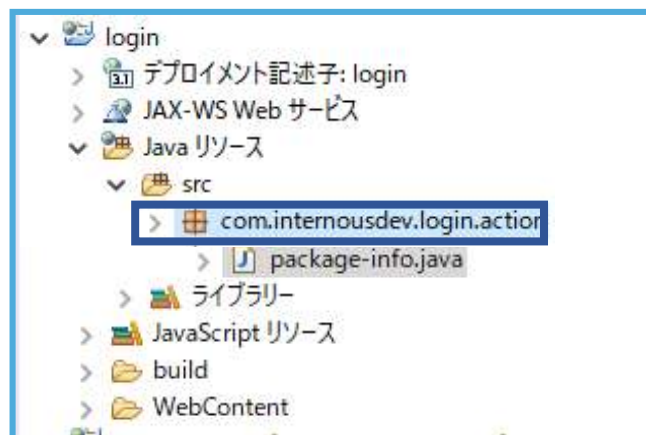 login
3.1 デプロイメント記述子: login
JAX-WS Web サービス
Java リソース
src
com.internousdev.login.action
J package-info.java
ライブラリー
JavaScript リソース
build
WebContent